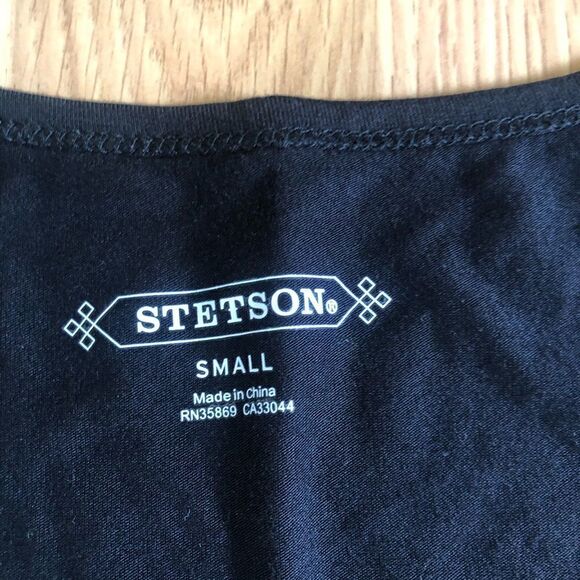 STETSON®
SMALL
Made in China
RN35869 CA33044